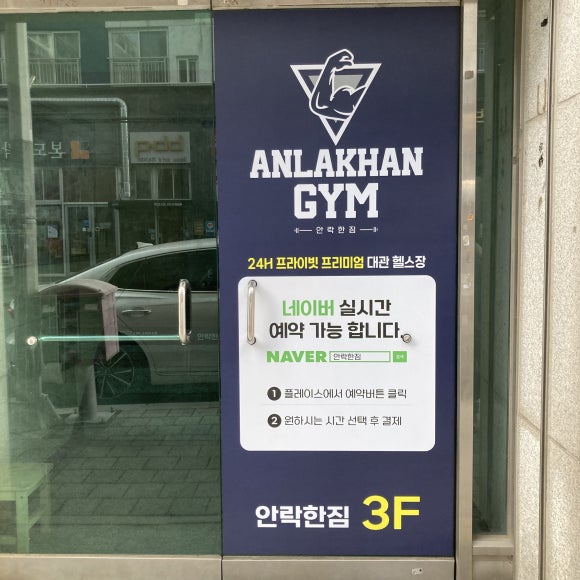 ANLAKHAN
GYM
안락한짐
24H 프라이빗 프리미엄 대관 헬스장
네이버 실시간
예약 가능 합니다.
NAVER 안락한짐 검색
1 플레이스에서 예약버튼 클릭
2 원하시는 시간 선택 후 결제
안락한짐 3F